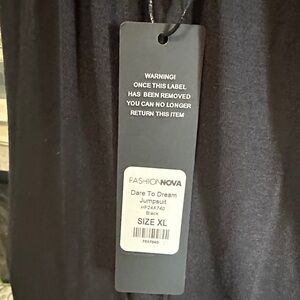 WARNING!
ONCE THIS LABEL
HAS BEEN REMOVED
YOU CAN NO LONGER
RETURN THIS ITEM
FASHIONNOVA
Dare To Dream
Jumpsuit
Black
SIZE XL